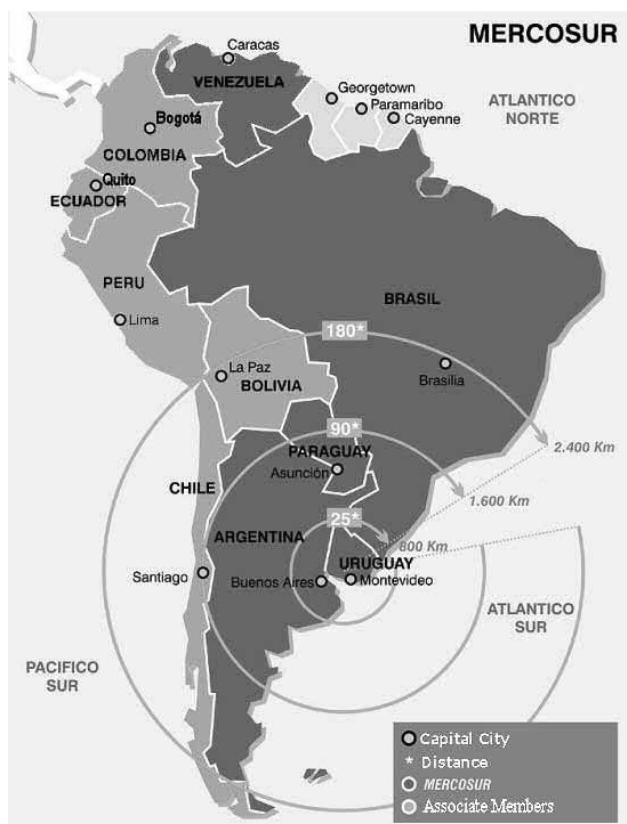 MERCOSUR
Caracas
VENEZUELA
Georgetown
Paramaribo
Cayenne
ATLANTICO
NORTE
Bogotá
COLOMBIA
Quito
ECUADOR
PERU
Lima
BRASIL
180*
La Paz
BOLIVIA
Brasilia
2.400 Km
90*
PARAGUAY
Asunción
1.600 Km
CHILE
25*
ARGENTINA
800 Km
URUGUAY
Santiago
Buenos Aires
Montevideo
ATLANTICO
SUR
PACIFICO
SUR
Capital City
* Distance
MERCOSUR
Associate Members